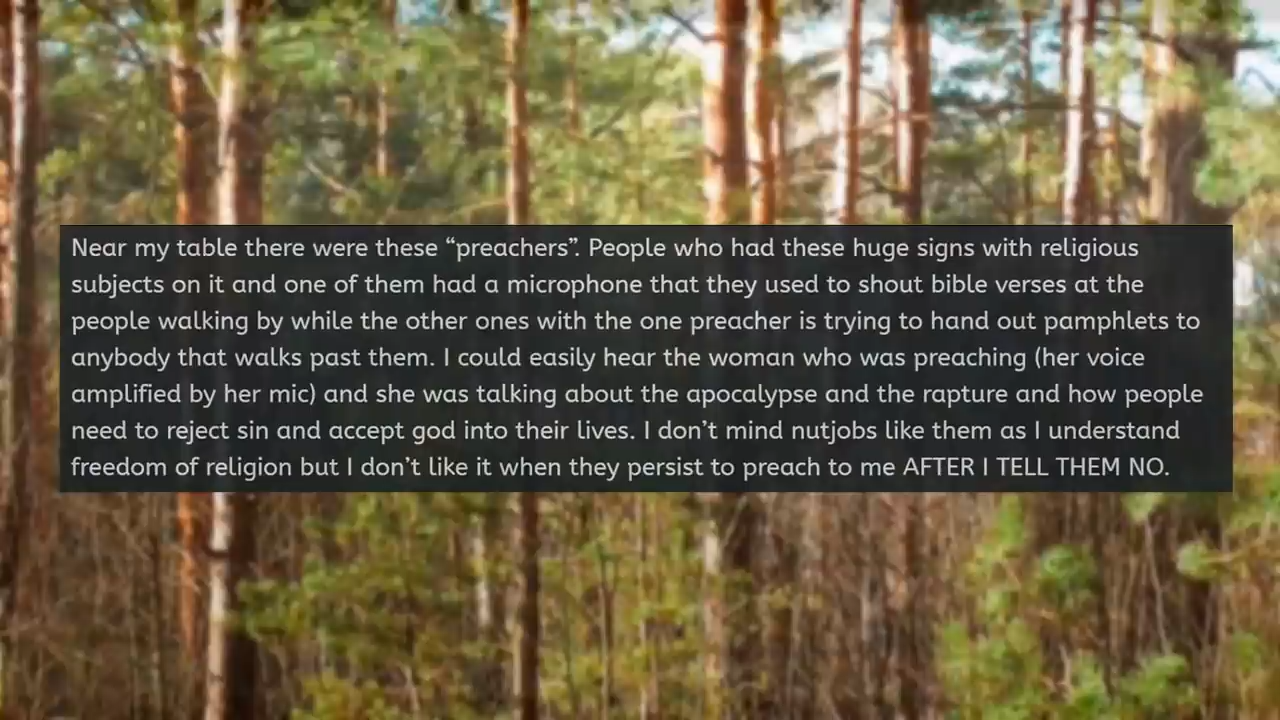 Near my table there were these “preachers”. People who had these huge signs with religious
subjects on it and one of them had a microphone that they used to shout bible verses at the
people walking by while the other ones with the one preacher is trying to hand out pamphlets to
anybody that walks past them. I could easily hear the woman who was preaching (her voice
amplified by her mic) and she was talking about the apocalypse and the rapture and how people
need to reject sin and accept god into their lives. I don’t mind nutjobs like them as I understand
freedom of religion but I don’t like it when they persist to preach to me AFTER I TELL THEM NO.